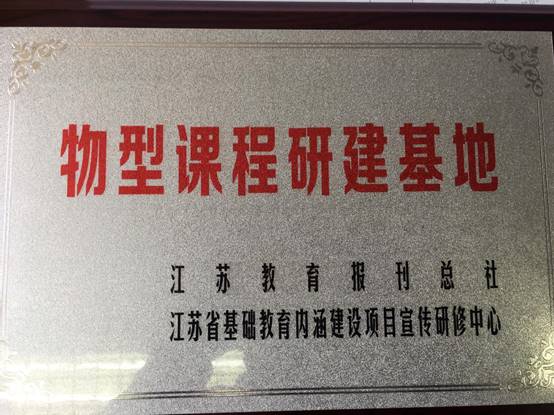 物型课程研建基地
江苏教育报刊总社
江苏省基础教育内涵建设项目宣传研修中心